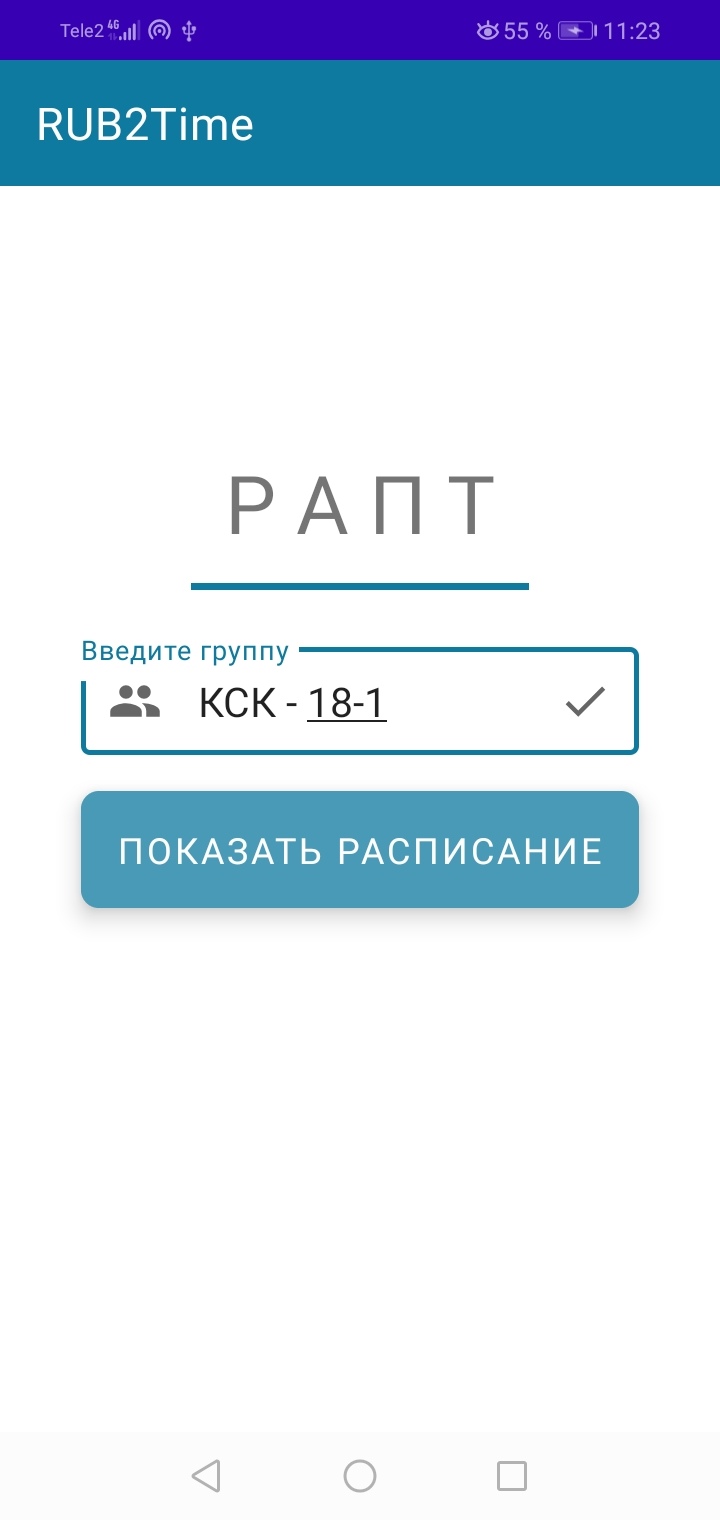 Tele2 4G 55 % 11:23
RUB2Time
РАПТ
Введите группу
КСК - 18-1
ПОКАЗАТЬ РАСПИСАНИЕ